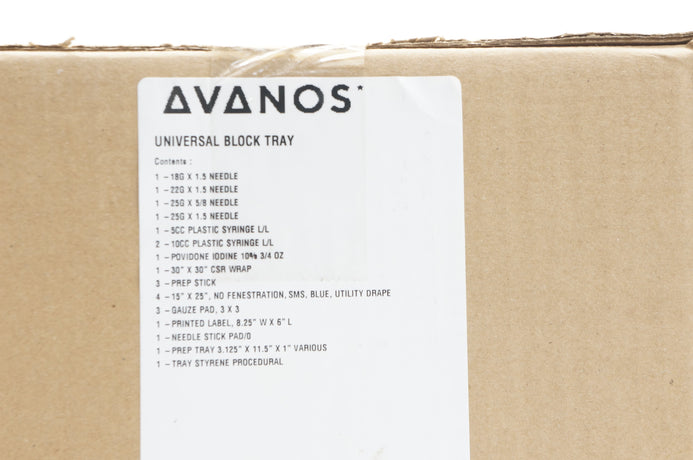 AVANOS*
UNIVERSAL BLOCK TRAY
Contents :
1 – 18G X 1.5 NEEDLE
1 – 22G X 1.5 NEEDLE
1 – 25G X 5/8 NEEDLE
1 – 25G X 1.5 NEEDLE
1 – 5CC PLASTIC SYRINGE L/L
2 – 10CC PLASTIC SYRINGE L/L
1 – POVIDONE IODINE 10% 3/4 OZ
1 – 30" X 30" CSR WRAP
3 – PREP STICK
4 – 15" X 25", NO FENESTRATION, SMS, BLUE, UTILITY DRAPE
3 – GAUZE PAD, 3 X 3
1 – PRINTED LABEL, 8.25" W X 6" L
1 – NEEDLE STICK PAD/0
1 – PREP TRAY 3.125" X 11.5" X 1" VARIOUS
1 – TRAY STYRENE PROCEDURAL